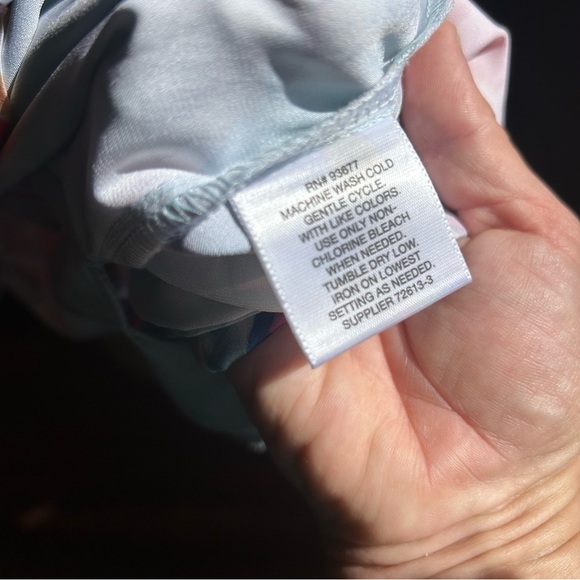 RN# 93677
MACHINE WASH COLD
GENTLE CYCLE.
WITH LIKE COLORS.
USE ONLY NON-
CHLORINE BLEACH
WHEN NEEDED.
TUMBLE DRY LOW.
IRON ON LOWEST
SETTING AS NEEDED.
SUPPLIER 72613-3